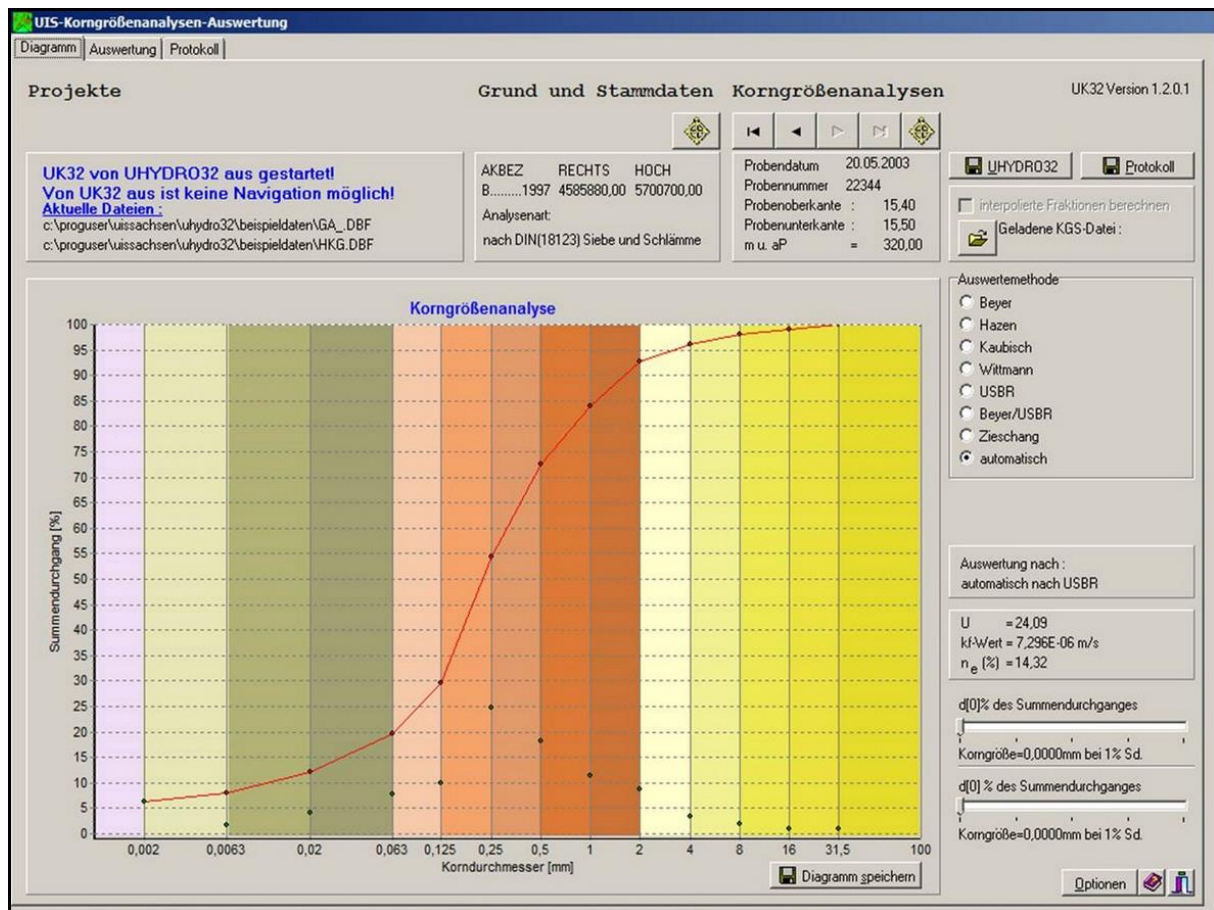 UIS-Korngrößenanalysen-Auswertung
Diagramm Auswertung Protokoll
Projekte
Grund und Stammdaten
Korngrößenanalysen
UK32 Version 1.2.0.1
UK32 von UHYDRO32 aus gestartet!
Von UK32 aus ist keine Navigation möglich!
Aktuelle Dateien :
c:\proguser\uissachsen\uhydro32\beispieldaten\GA_.DBF
c:\proguser\uissachsen\uhydro32\beispieldaten\HKG.DBF
AKBEZ RECHTS HOCH
B.........1997 4585880,00 5700700,00
Analysenart:
nach DIN(18123) Siebe und Schlämme
Probendatum 20.05.2003
Probennummer 22344
Probenoberkante : 15,40
Probenunterkante : 15,50
m u. aP = 320,00
UHYDRO32
Protokoll
interpolierte Fraktionen berechnen
Geladene KGS-Datei :
Auswertemethode
Beyer
Hazen
Kaubisch
Wittmann
USBR
Beyer/USBR
Zieschang
automatisch
Auswertung nach :
automatisch nach USBR
U = 24,09
kf-Wert = 7,296E-06 m/s
n e (%) = 14,32
d[0]% des Summendurchganges
Korngröße=0,0000mm bei 1% Sd.
d[0] % des Summendurchganges
Korngröße=0,0000mm bei 1% Sd.
Optionen
Korngrößenanalyse
Summendurchgang [%]
100
95
90
85
80
75
70
65
60
55
50
45
40
35
30
25
20
15
10
5
0
0,002 0,0063 0,02 0,063 0,125 0,25 0,5 1 2 4 8 16 31,5 100
Korndurchmesser [mm]
Diagramm speichern